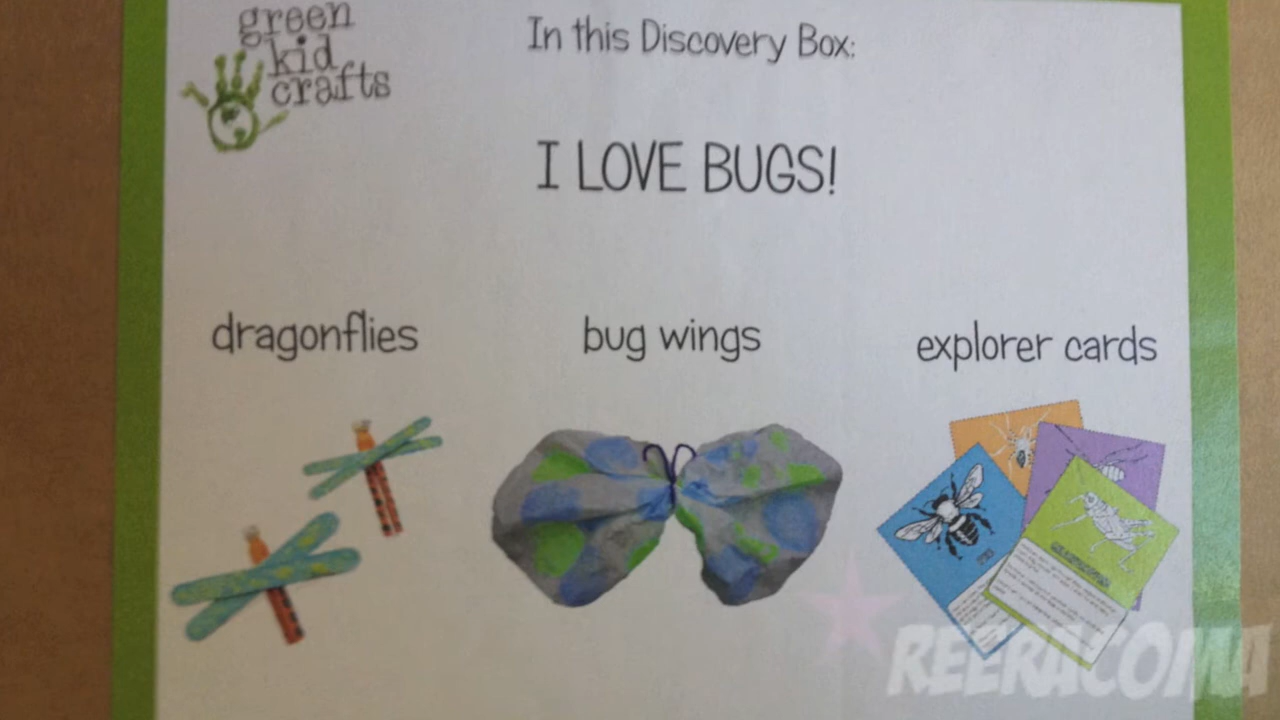 green
kid
crafts
In this Discovery Box:
I LOVE BUGS!
dragonflies
bug wings
explorer cards
REERACOMA